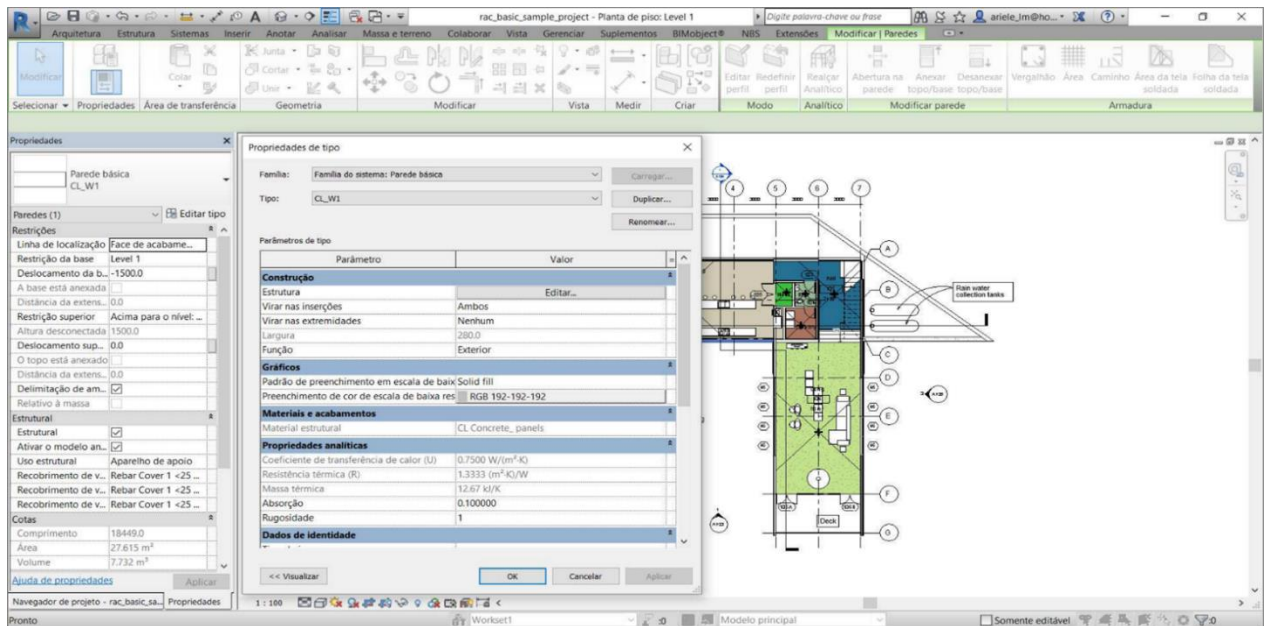 rac_basic_sample_project - Planta de piso: Level 1
Digite palavra-chave ou frase
ariele_lm@ho...
Arquitetura Estrutura Sistemas Inserir Anotar Analisar Massa e terreno Colaborar Vista Gerenciar Suplementos BIMobject® NBS Extensões Modificar | Paredes
Modificar
Colar
Junta
Cortar
Unir
Editar perfil
Redefinir perfil
Realçar Analítico
Abertura na parede
Anexar topo/base
Desanexar topo/base
Vergalhão
Área
Caminho
Área da tela soldada
Folha da tela soldada
Selecionar Propriedades Área de transferência Geometria Modificar Vista Medir Criar Modo Analítico Modificar parede Armadura
Propriedades
Parede básica
CL_W1
Paredes (1) Editar tipo
Restrições
Linha de localização Face de acabame...
Restrição da base Level 1
Deslocamento da b... -1500.0
A base está anexada
Distância da extens... 0.0
Restrição superior Acima para o nível: ...
Altura desconectada 1500.0
Deslocamento sup... 0.0
O topo está anexado
Distância da extens... 0.0
Delimitação de am...
Relativo à massa
Estrutural
Estrutural
Ativar o modelo an...
Uso estrutural Aparelho de apoio
Recobrimento de v... Rebar Cover 1 <25 ...
Recobrimento de v... Rebar Cover 1 <25 ...
Recobrimento de v... Rebar Cover 1 <25 ...
Cotas
Comprimento 18449.0
Área 27.615 m²
Volume 7.732 m³
Ajuda de propriedades Aplicar
Navegador de projeto - rac_basic_sa... Propriedades
Propriedades de tipo
Família: Família do sistema: Parede básica Carregar...
Tipo: CL_W1 Duplicar...
Renomear...
Parâmetros de tipo
Parâmetro Valor =
Construção
Estrutura Editar...
Virar nas inserções Ambos
Virar nas extremidades Nenhum
Largura 280.0
Função Exterior
Gráficos
Padrão de preenchimento em escala de baix Solid fill
Preenchimento de cor de escala de baixa res RGB 192-192-192
Materiais e acabamentos
Material estrutural CL Concrete_ panels
Propriedades analíticas
Coeficiente de transferência de calor (U) 0.7500 W/(m²·K)
Resistência térmica (R) 1.3333 (m²·K)/W
Massa térmica 12.67 kJ/K
Absorção 0.100000
Rugosidade 1
Dados de identidade
<< Visualizar OK Cancelar Aplicar
4 5 6 7
A
B
Rain water
collection tanks
C
D
E
F
Deck
G
1 : 100
Pronto
Workset1 :0 Modelo principal Somente editável :0